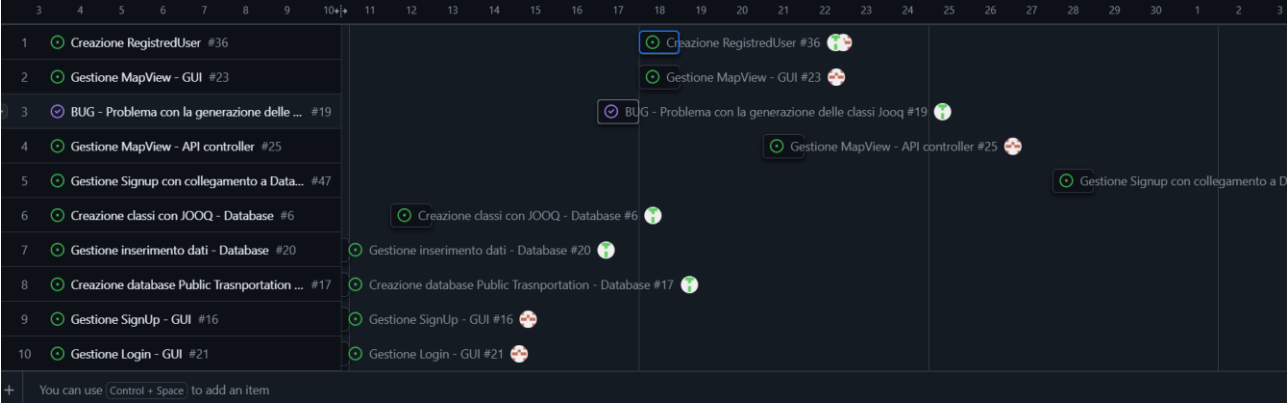 3 4 5 6 7 8 9 10 11 12 13 14 15 16 17 18 19 20 21 22 23 24 25 26 27 28 29 30 1 2 3
1 Creazione RegistredUser #36 Creazione RegistredUser #36
2 Gestione MapView - GUI #23 Gestione MapView - GUI #23
3 BUG - Problema con la generazione delle ... #19 BUG - Problema con la generazione delle classi Jooq #19
4 Gestione MapView - API controller #25 Gestione MapView - API controller #25
5 Gestione Signup con collegamento a Data... #47 Gestione Signup con collegamento a D
6 Creazione classi con JOOQ - Database #6 Creazione classi con JOOQ - Database #6
7 Gestione inserimento dati - Database #20 Gestione inserimento dati - Database #20
8 Creazione database Public Trasnportation ... #17 Creazione database Public Trasnportation - Database #17
9 Gestione SignUp - GUI #16 Gestione SignUp - GUI #16
10 Gestione Login - GUI #21 Gestione Login - GUI #21
+ You can use Control + Space to add an item